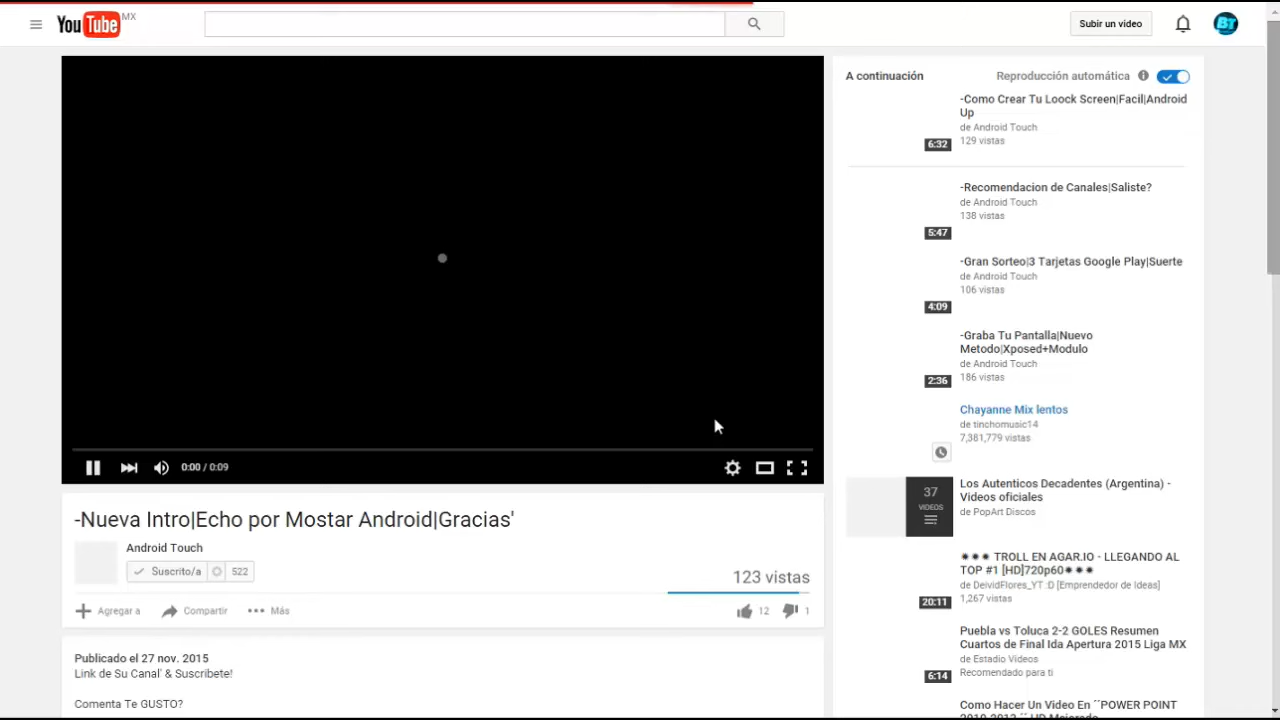 YouTube MX
Subir un video
BT
0:00 / 0:09
-Nueva Intro|Echo por Mostar Android|Gracias'
Android Touch
Suscrito/a 522
123 vistas
Agregar a Compartir Más 12 1
Publicado el 27 nov. 2015
Link de Su Canal' & Suscribete!
Comenta Te GUSTO?
A continuación Reproducción automática
-Como Crear Tu Loock Screen|Facil|Android
Up
de Android Touch
129 vistas
6:32
-Recomendacion de Canales|Saliste?
de Android Touch
138 vistas
5:47
-Gran Sorteo|3 Tarjetas Google Play|Suerte
de Android Touch
106 vistas
4:09
-Graba Tu Pantalla|Nuevo
Metodo|Xposed+Modulo
de Android Touch
186 vistas
2:36
Chayanne Mix lentos
de tinchomusic14
7,381,779 vistas
37
VIDEOS
Los Autenticos Decadentes (Argentina) -
Videos oficiales
de PopArt Discos
✷✷✷ TROLL EN AGAR.IO - LLEGANDO AL
TOP #1 [HD]720p60✷✷✷
de DeividFlores_YT :D [Emprendedor de Ideas]
1,267 vistas
20:11
Puebla vs Toluca 2-2 GOLES Resumen
Cuartos de Final Ida Apertura 2015 Liga MX
de Estadio Videos
Recomendado para ti
6:14
Como Hacer Un Video En ´´POWER POINT